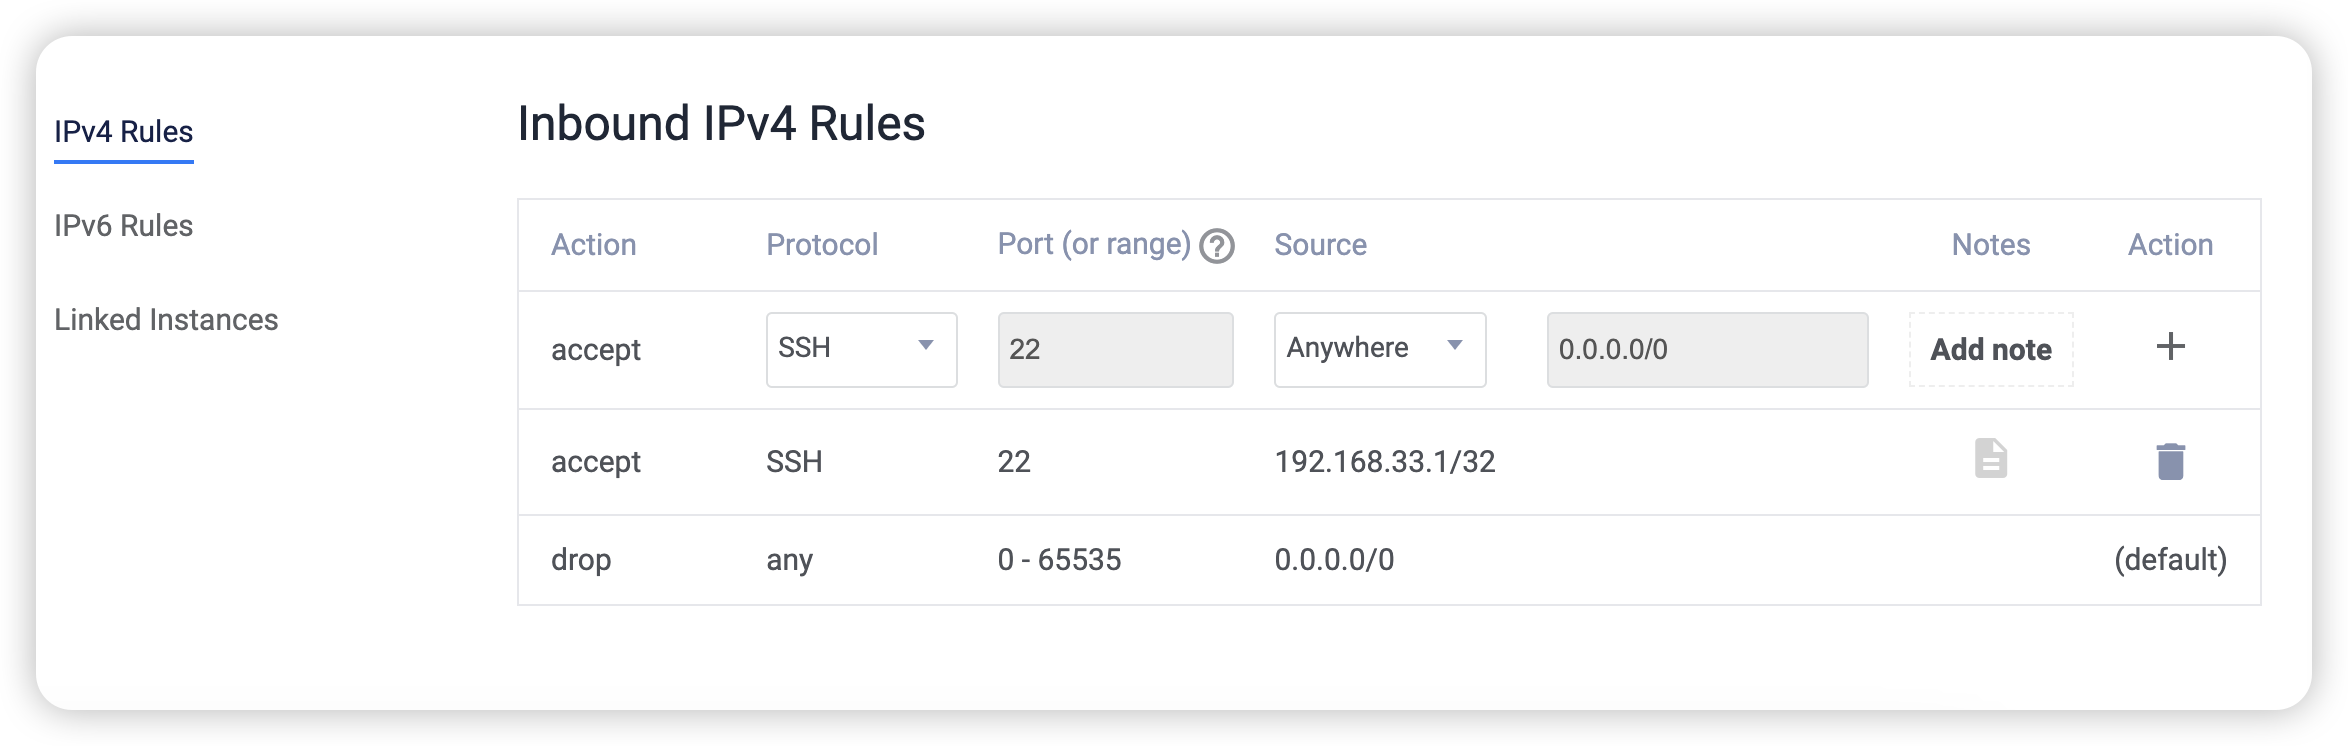 IPv4 Rules
IPv6 Rules
Linked Instances
Inbound IPv4 Rules
Action Protocol Port (or range) ? Source Notes Action
accept SSH 22 Anywhere 0.0.0.0/0 Add note +
accept SSH 22 192.168.33.1/32
drop any 0 - 65535 0.0.0.0/0 (default)